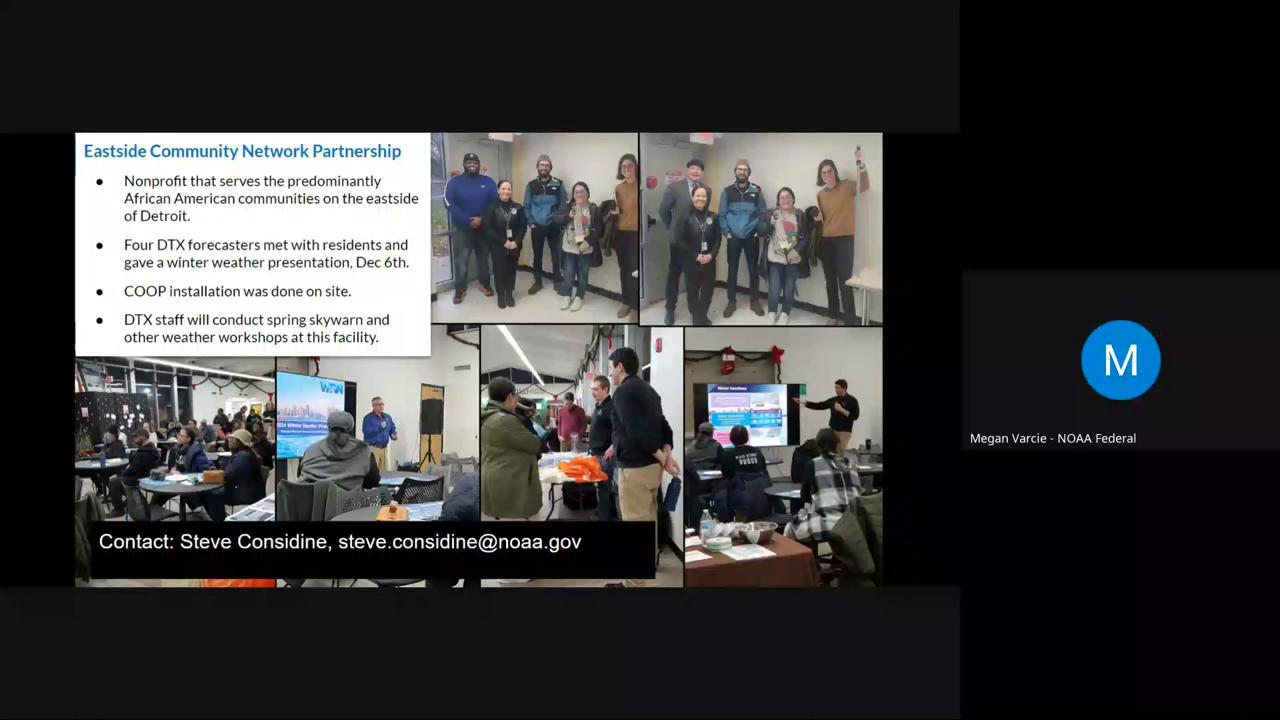 Eastside Community Network Partnership
● Nonprofit that serves the predominantly
African American communities on the eastside
of Detroit.
● Four DTX forecasters met with residents and
gave a winter weather presentation, Dec 6th.
● COOP installation was done on site.
● DTX staff will conduct spring skywarn and
other weather workshops at this facility.
WRN
PROUD
Contact: Steve Considine, steve.considine@noaa.gov
M
Megan Varcie - NOAA Federal